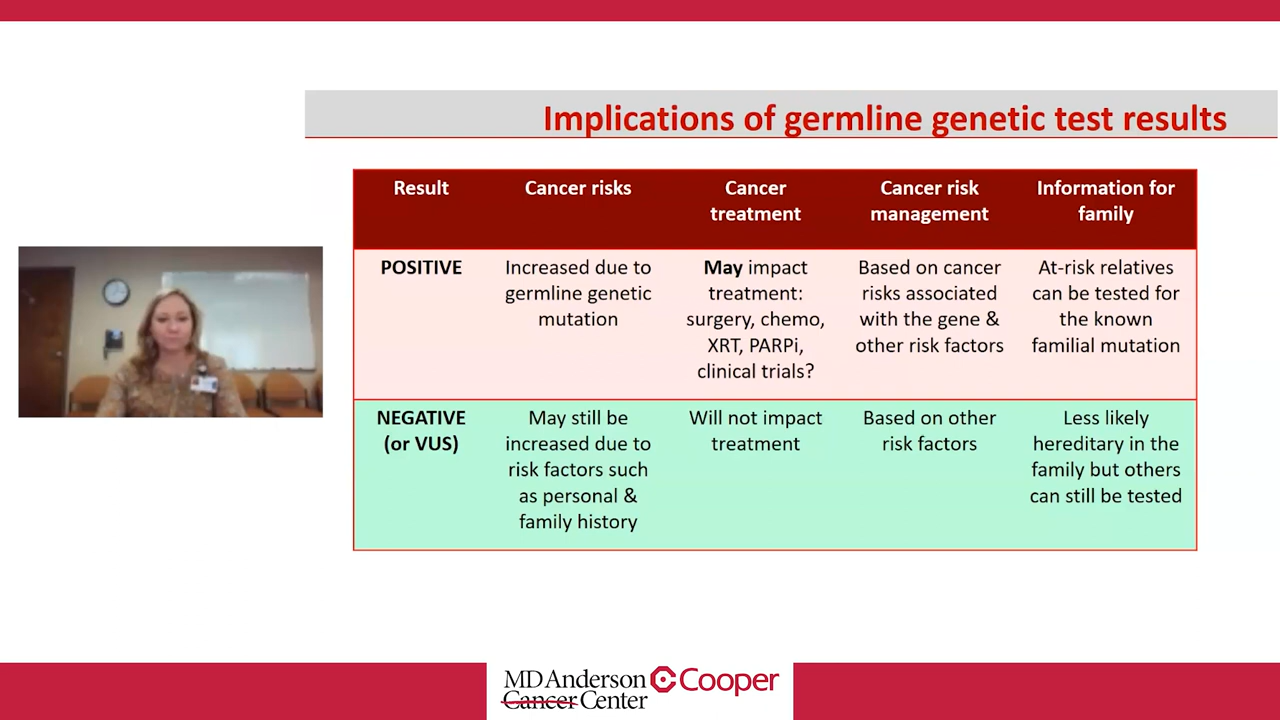 Implications of germline genetic test results
Result
Cancer risks
Cancer
treatment
Cancer risk
management
Information for
family
POSITIVE
Increased due to
germline genetic
mutation
May impact
treatment:
surgery, chemo,
XRT, PARPi,
clinical trials?
Based on cancer
risks associated
with the gene &
other risk factors
At-risk relatives
can be tested for
the known
familial mutation
NEGATIVE
(or VUS)
May still be
increased due to
risk factors such
as personal &
family history
Will not impact
treatment
Based on other
risk factors
Less likely
hereditary in the
family but others
can still be tested
MD Anderson
Cancer Center
Cooper